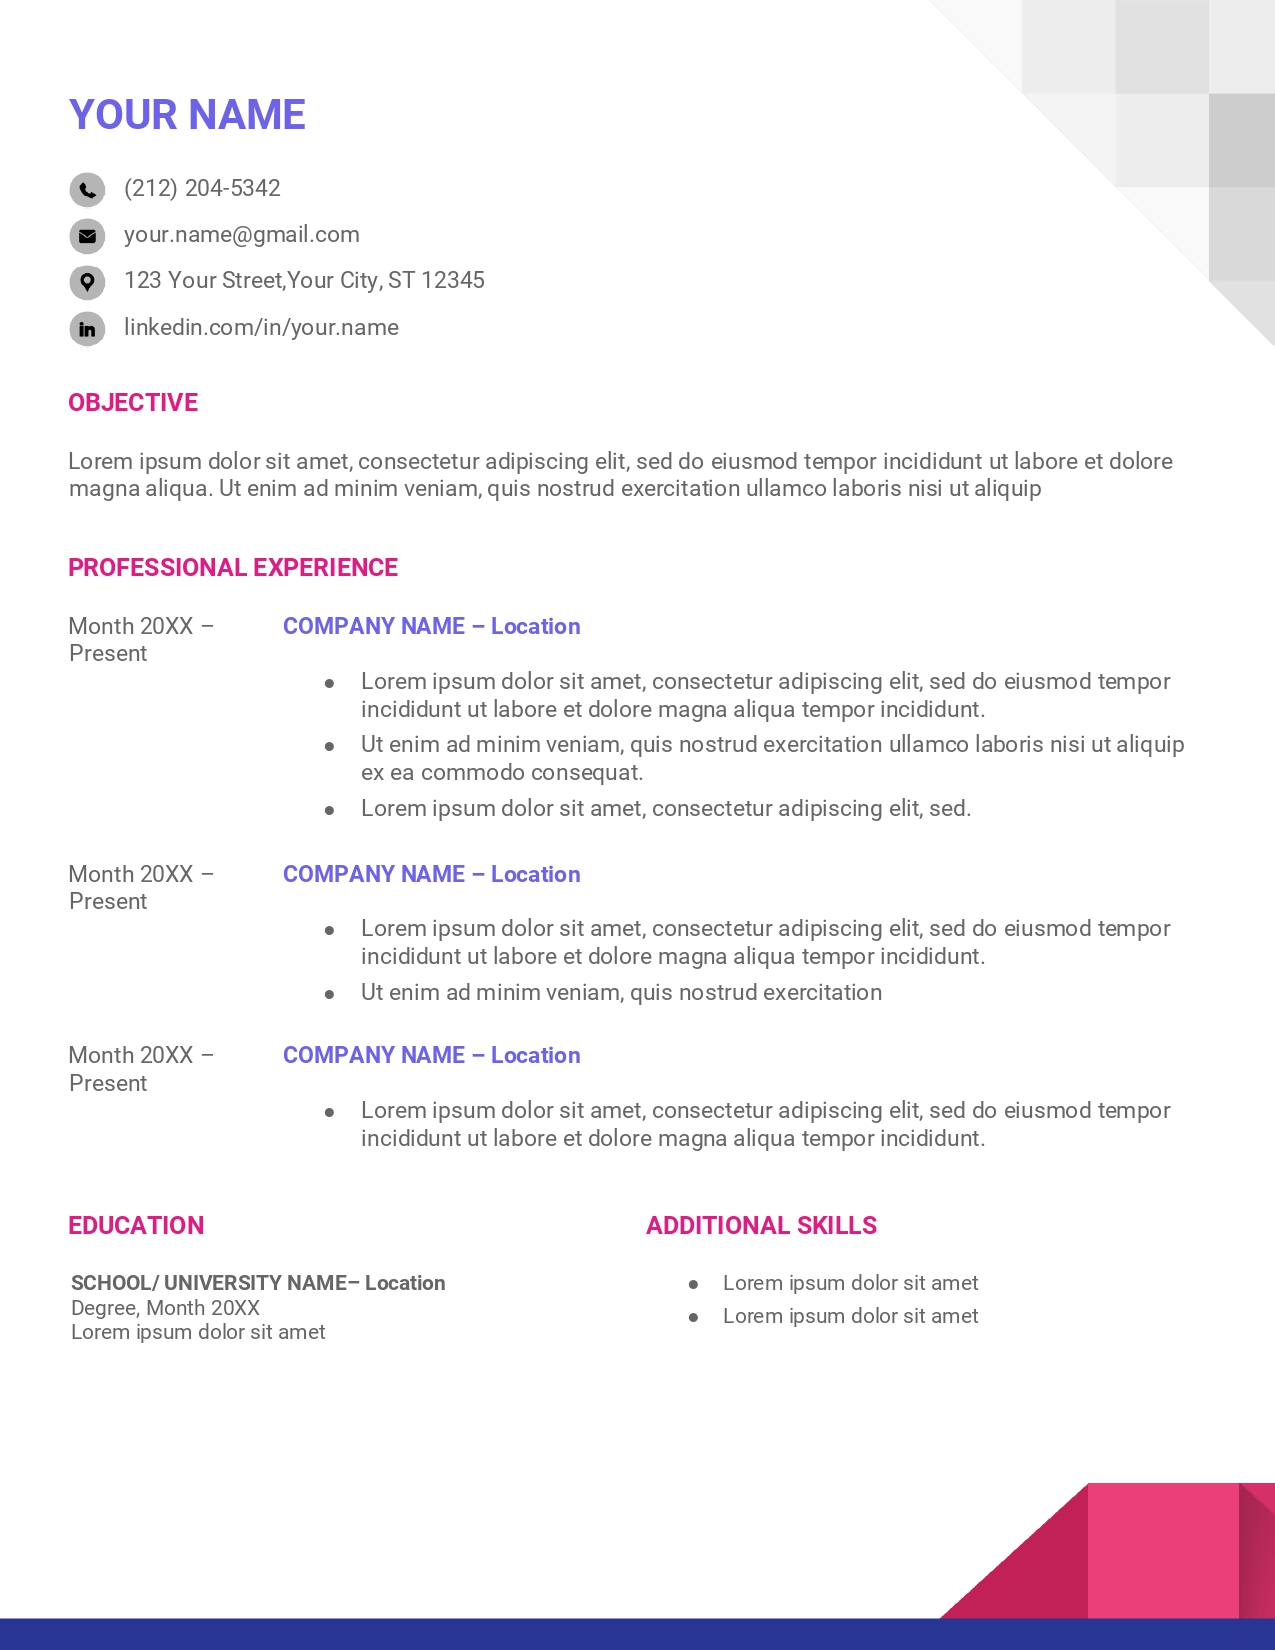 YOUR NAME
(212) 204-5342
your.name@gmail.com
123 Your Street,Your City, ST 12345
linkedin.com/in/your.name
OBJECTIVE
Lorem ipsum dolor sit amet, consectetur adipiscing elit, sed do eiusmod tempor incididunt ut labore et dolore
magna aliqua. Ut enim ad minim veniam, quis nostrud exercitation ullamco laboris nisi ut aliquip
PROFESSIONAL EXPERIENCE
Month 20XX –
Present
COMPANY NAME – Location
● Lorem ipsum dolor sit amet, consectetur adipiscing elit, sed do eiusmod tempor
incididunt ut labore et dolore magna aliqua tempor incididunt.
● Ut enim ad minim veniam, quis nostrud exercitation ullamco laboris nisi ut aliquip
ex ea commodo consequat.
● Lorem ipsum dolor sit amet, consectetur adipiscing elit, sed.
Month 20XX –
Present
COMPANY NAME – Location
● Lorem ipsum dolor sit amet, consectetur adipiscing elit, sed do eiusmod tempor
incididunt ut labore et dolore magna aliqua tempor incididunt.
● Ut enim ad minim veniam, quis nostrud exercitation
Month 20XX –
Present
COMPANY NAME – Location
● Lorem ipsum dolor sit amet, consectetur adipiscing elit, sed do eiusmod tempor
incididunt ut labore et dolore magna aliqua tempor incididunt.
EDUCATION
SCHOOL/ UNIVERSITY NAME– Location
Degree, Month 20XX
Lorem ipsum dolor sit amet
ADDITIONAL SKILLS
● Lorem ipsum dolor sit amet
● Lorem ipsum dolor sit amet